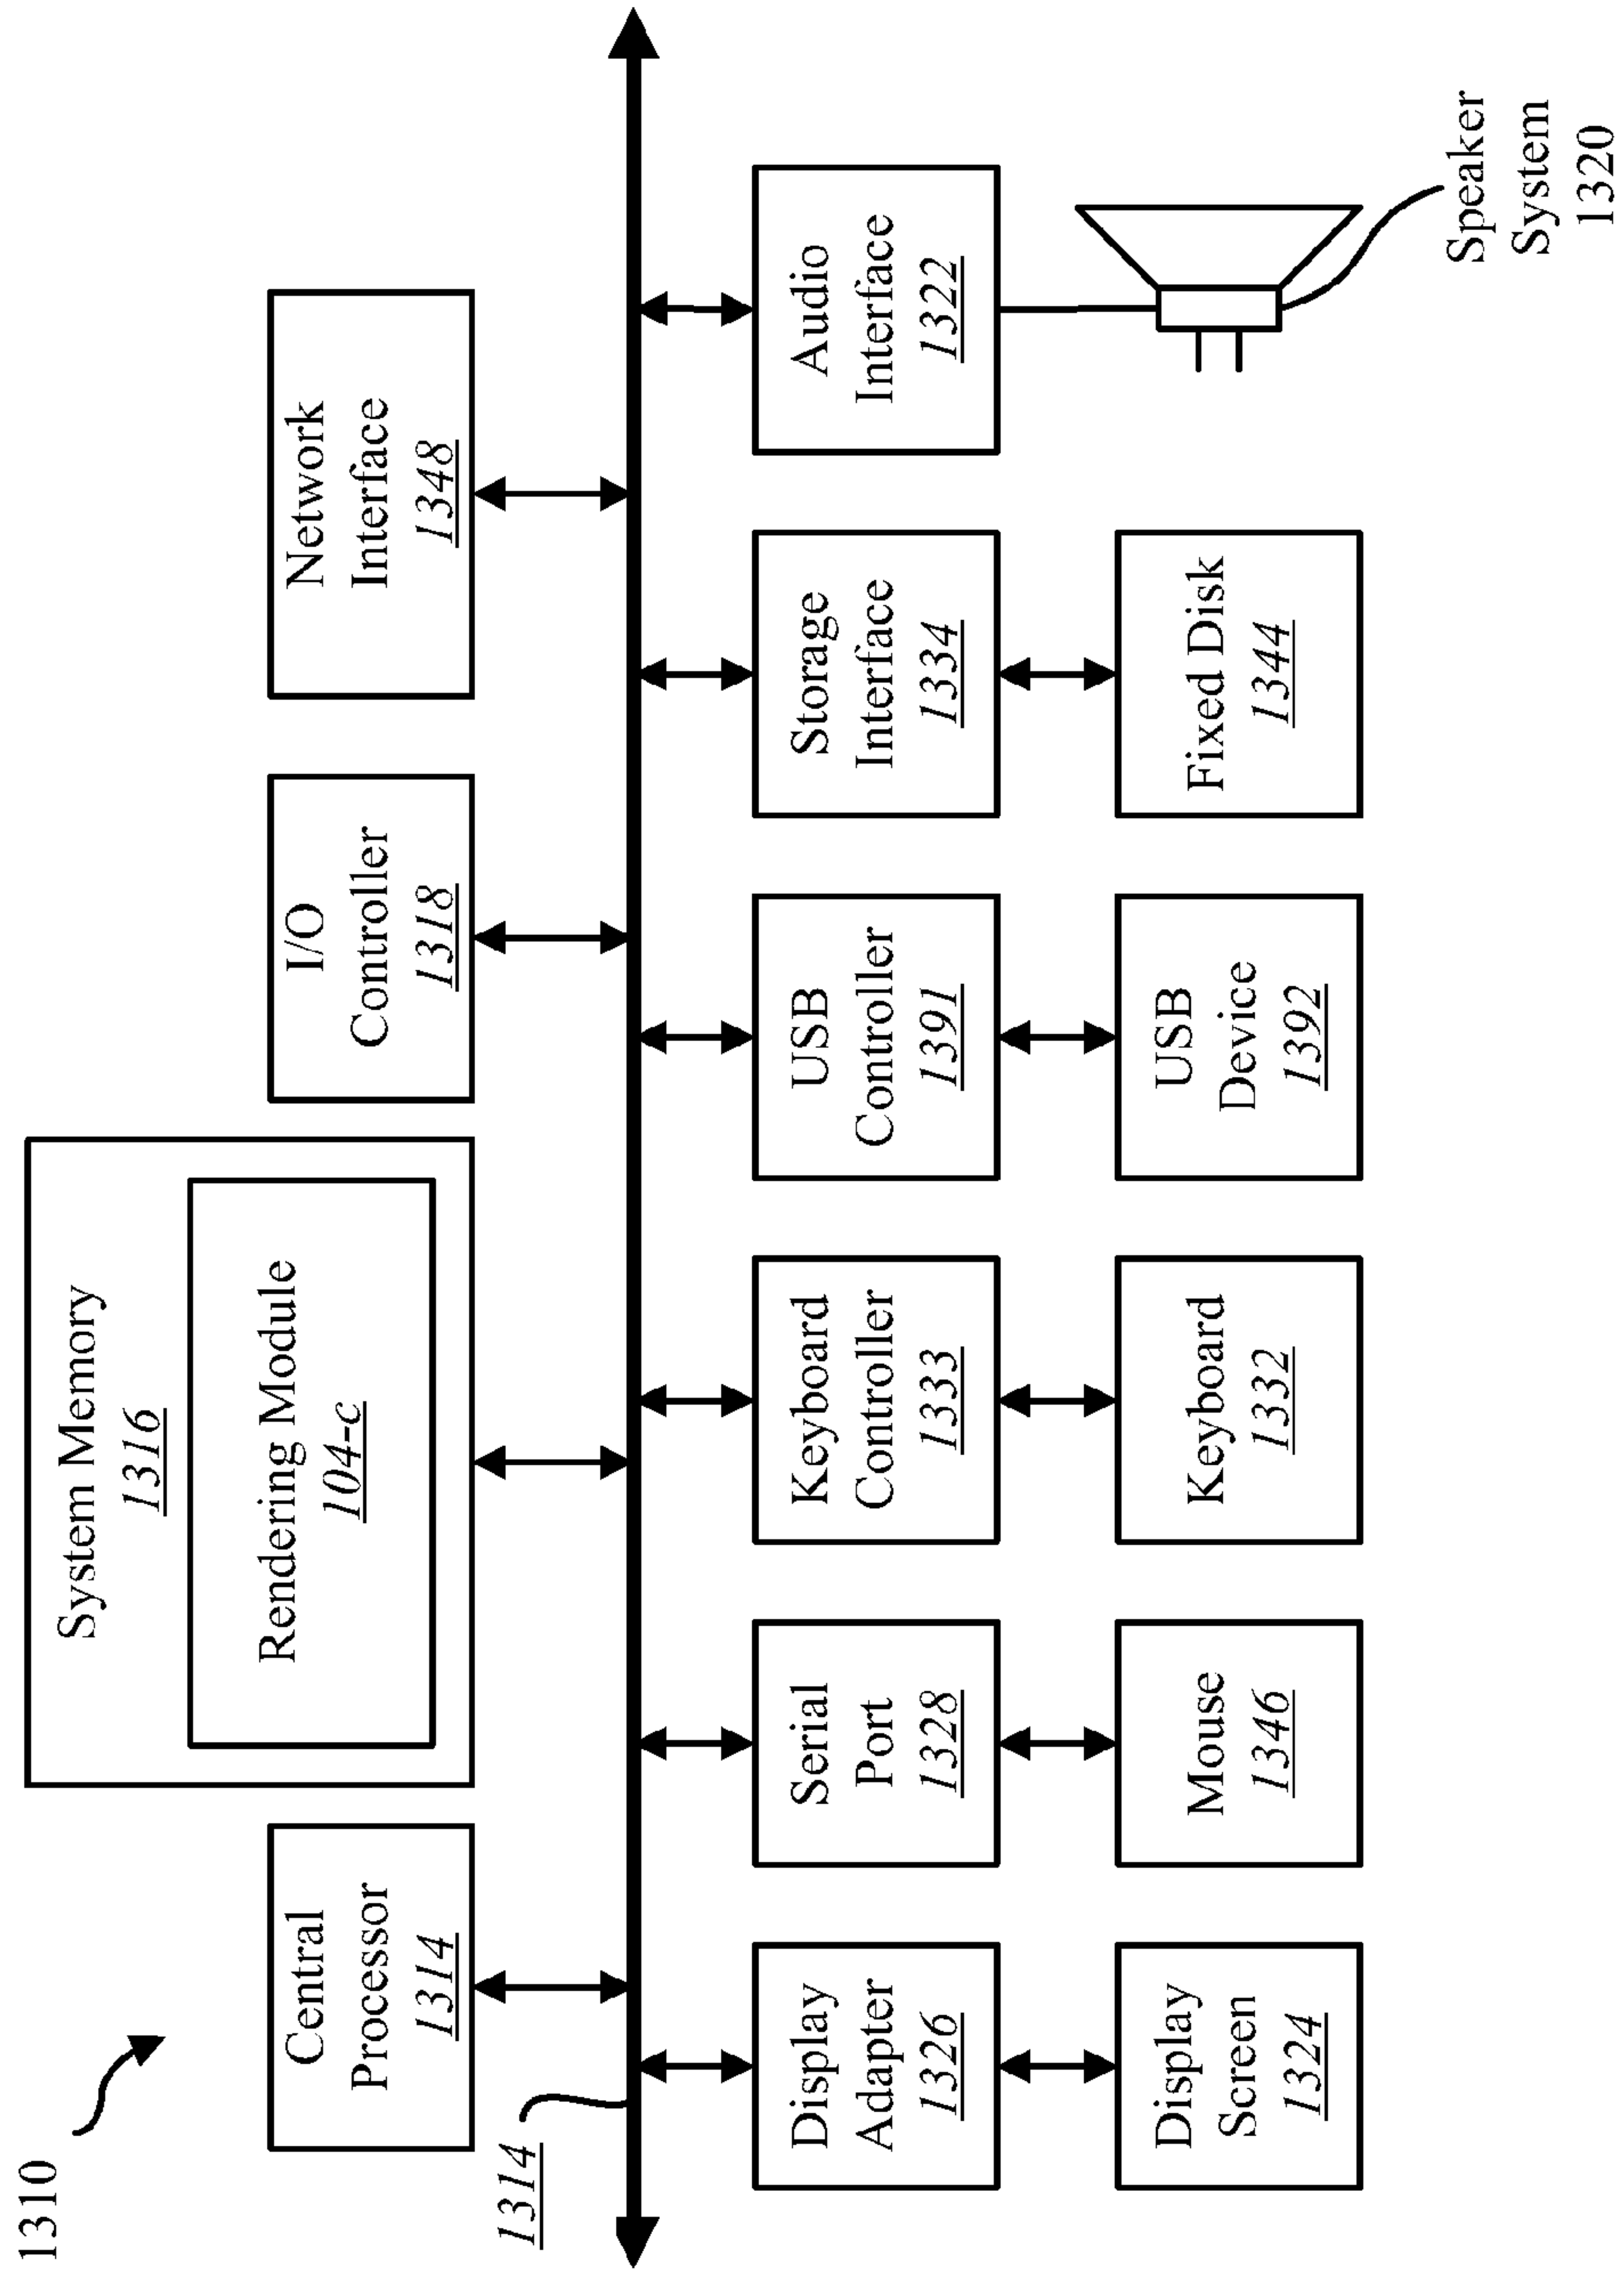 1310
System Memory
1316
Rendering Module
104-c
Central
Processor
1314
I/O
Controller
1318
Network
Interface
1348
1314
Display
Adapter
1326
Serial
Port
1328
Keyboard
Controller
1333
USB
Controller
1391
Storage
Interface
1334
Audio
Interface
1322
Display
Screen
1324
Mouse
1346
Keyboard
1332
USB
Device
1392
Fixed Disk
1344
Speaker
System
1320